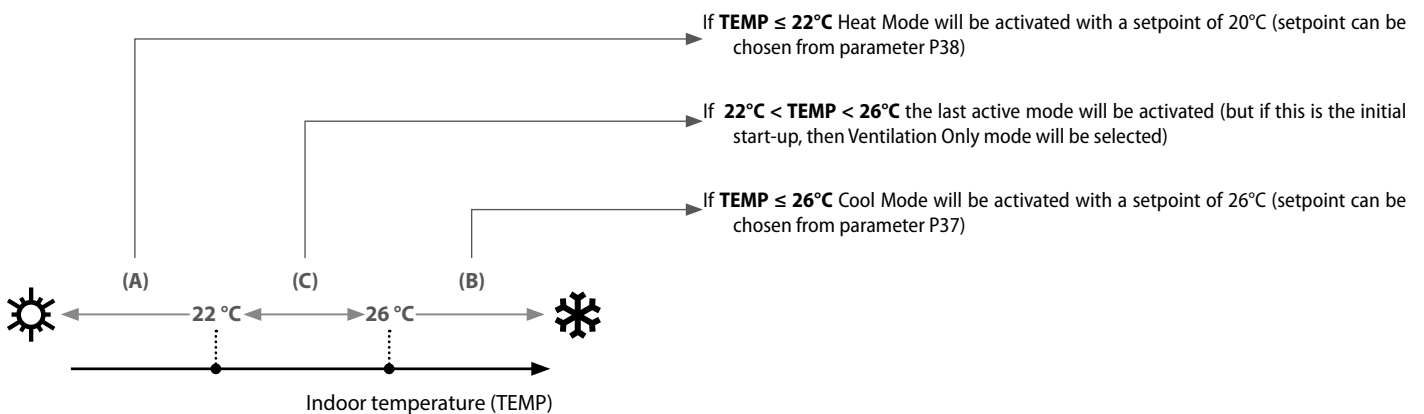 If TEMP ≤ 22°C Heat Mode will be activated with a setpoint of 20°C (setpoint can be
chosen from parameter P38)
If 22°C < TEMP < 26°C the last active mode will be activated (but if this is the initial
start-up, then Ventilation Only mode will be selected)
If TEMP ≤ 26°C Cool Mode will be activated with a setpoint of 26°C (setpoint can be
chosen from parameter P37)
(A) (C) (B)
22 °C 26 °C
Indoor temperature (TEMP)